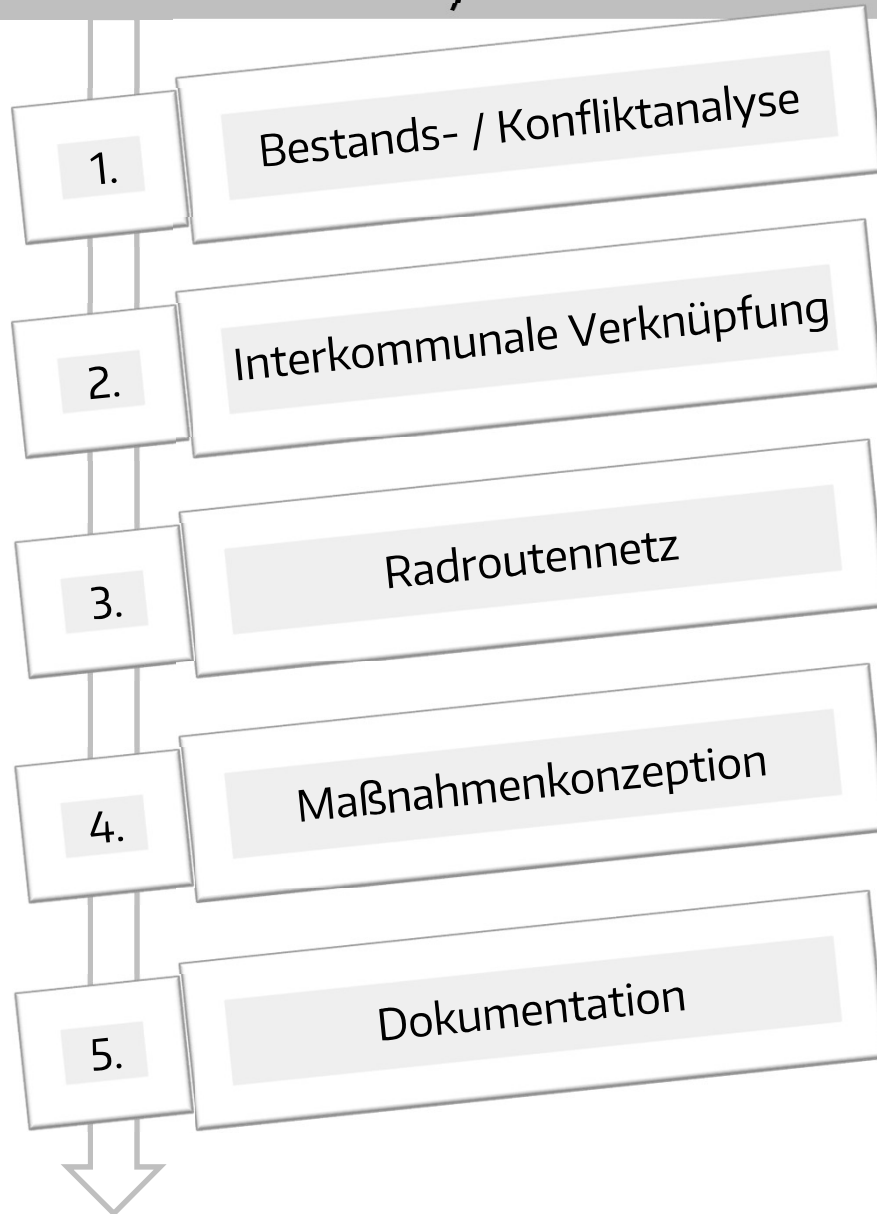 1. Bestands- / Konfliktanalyse
2. Interkommunale Verknüpfung
3. Radroutennetz
4. Maßnahmenkonzeption
5. Dokumentation